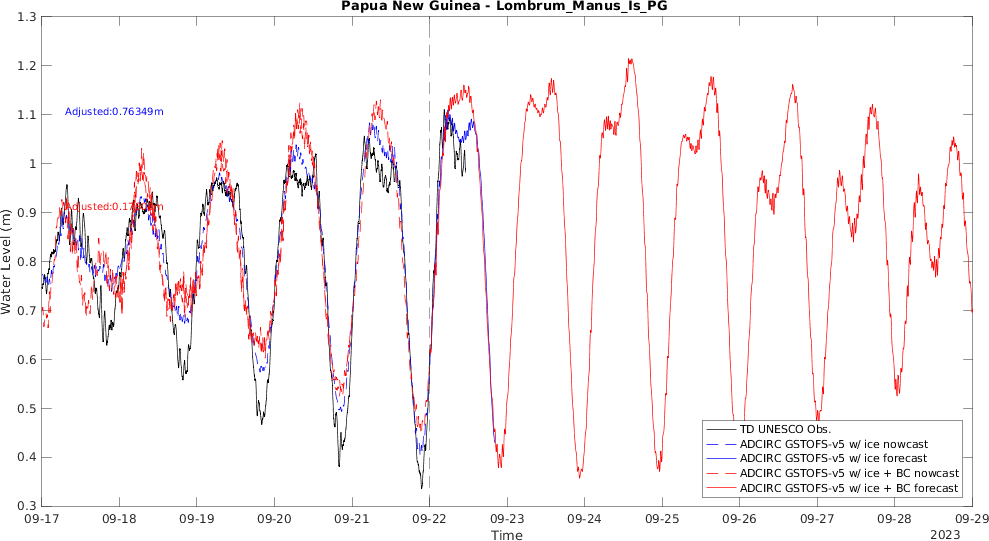 Papua New Guinea - Lombrum_Manus_Is_PG
1.3
1.2
1.1
1
0.9
0.8
0.7
0.6
0.5
0.4
0.3
Water Level (m)
Adjusted:0.76349m
TD UNESCO Obs.
ADCIRC GSTOFS-v5 w/ ice nowcast
ADCIRC GSTOFS-v5 w/ ice forecast
ADCIRC GSTOFS-v5 w/ ice + BC nowcast
ADCIRC GSTOFS-v5 w/ ice + BC forecast
09-17 09-18 09-19 09-20 09-21 09-22 09-23 09-24 09-25 09-26 09-27 09-28 09-29
Time
2023